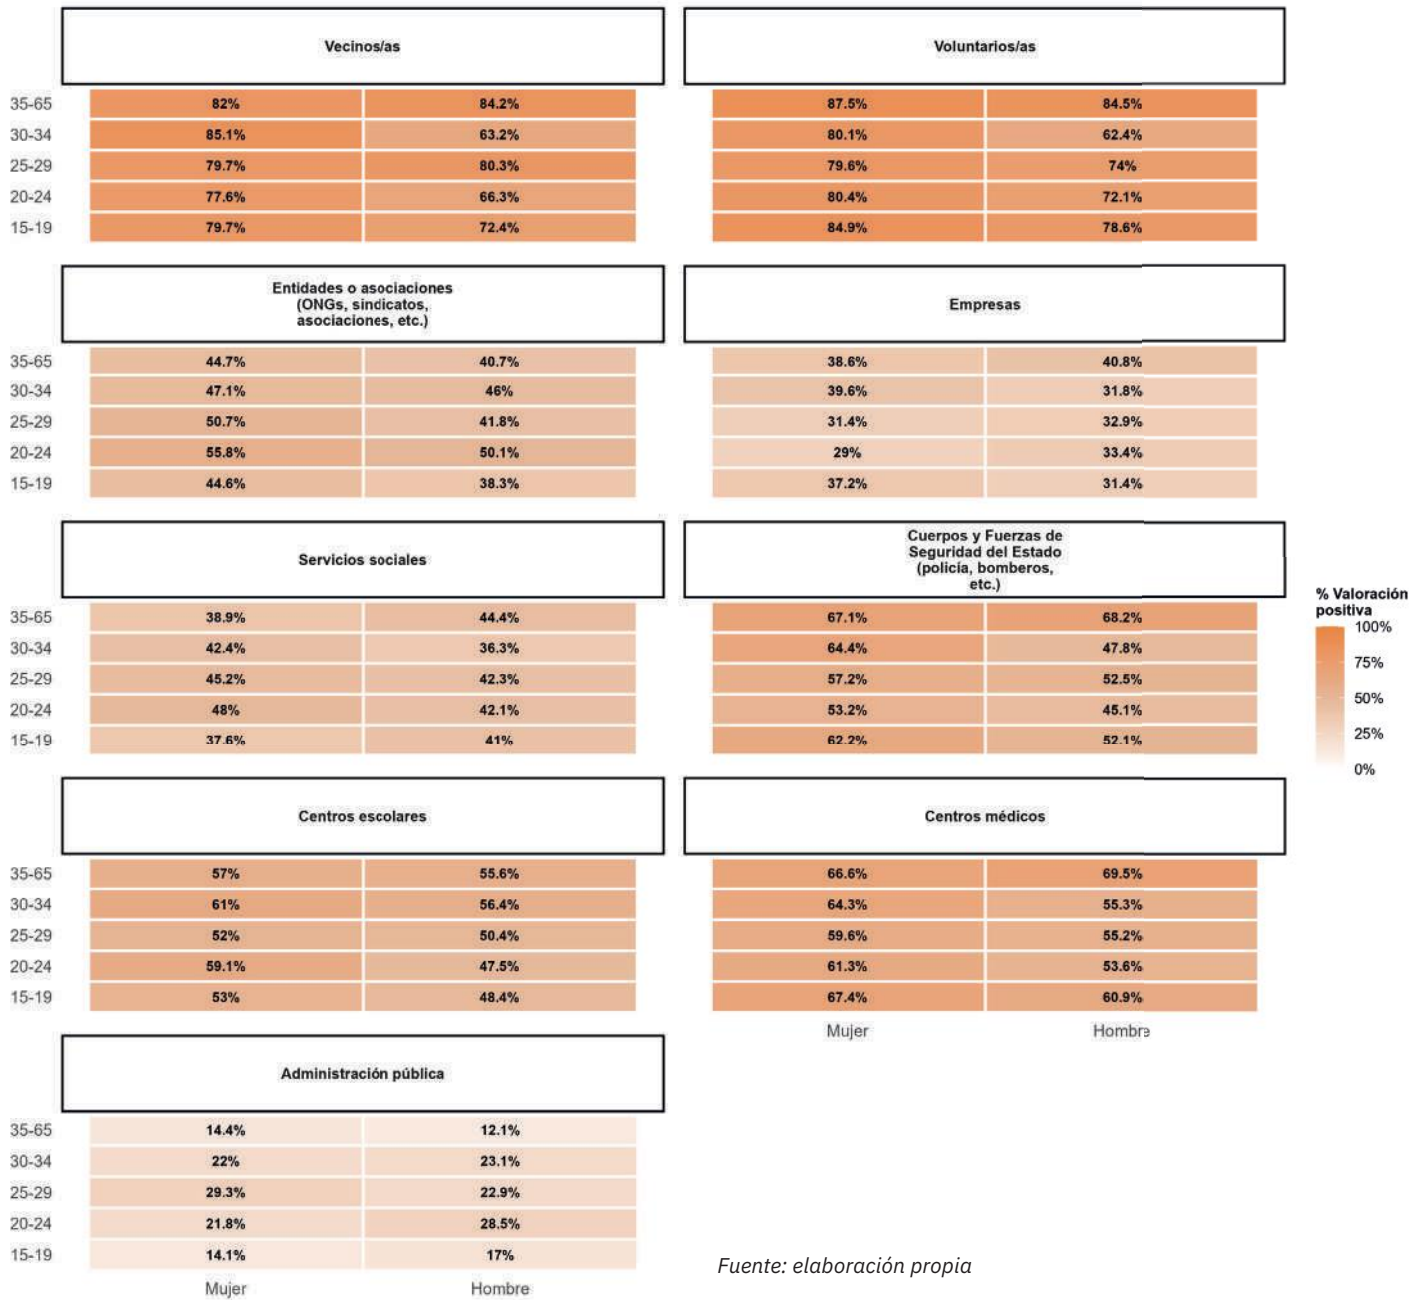 Vecinos/as
35-65 82% 84.2%
30-34 85.1% 63.2%
25-29 79.7% 80.3%
20-24 77.6% 66.3%
15-19 79.7% 72.4%
Voluntarios/as
87.5% 84.5%
80.1% 62.4%
79.6% 74%
80.4% 72.1%
84.9% 78.6%
Entidades o asociaciones
(ONGs, sindicatos,
asociaciones, etc.)
35-65 44.7% 40.7%
30-34 47.1% 46%
25-29 50.7% 41.8%
20-24 55.8% 50.1%
15-19 44.6% 38.3%
Empresas
38.6% 40.8%
39.6% 31.8%
31.4% 32.9%
29% 33.4%
37.2% 31.4%
Servicios sociales
35-65 38.9% 44.4%
30-34 42.4% 36.3%
25-29 45.2% 42.3%
20-24 48% 42.1%
15-19 37.6% 41%
Cuerpos y Fuerzas de
Seguridad del Estado
(policía, bomberos,
etc.)
67.1% 68.2%
64.4% 47.8%
57.2% 52.5%
53.2% 45.1%
62.2% 52.1%
% Valoración
positiva
100%
75%
50%
25%
0%
Centros escolares
35-65 57% 55.6%
30-34 61% 56.4%
25-29 52% 50.4%
20-24 59.1% 47.5%
15-19 53% 48.4%
Centros médicos
66.6% 69.5%
64.3% 55.3%
59.6% 55.2%
61.3% 53.6%
67.4% 60.9%
Mujer Hombre
Administración pública
35-65 14.4% 12.1%
30-34 22% 23.1%
25-29 29.3% 22.9%
20-24 21.8% 28.5%
15-19 14.1% 17%
Mujer Hombre
Fuente: elaboración propia